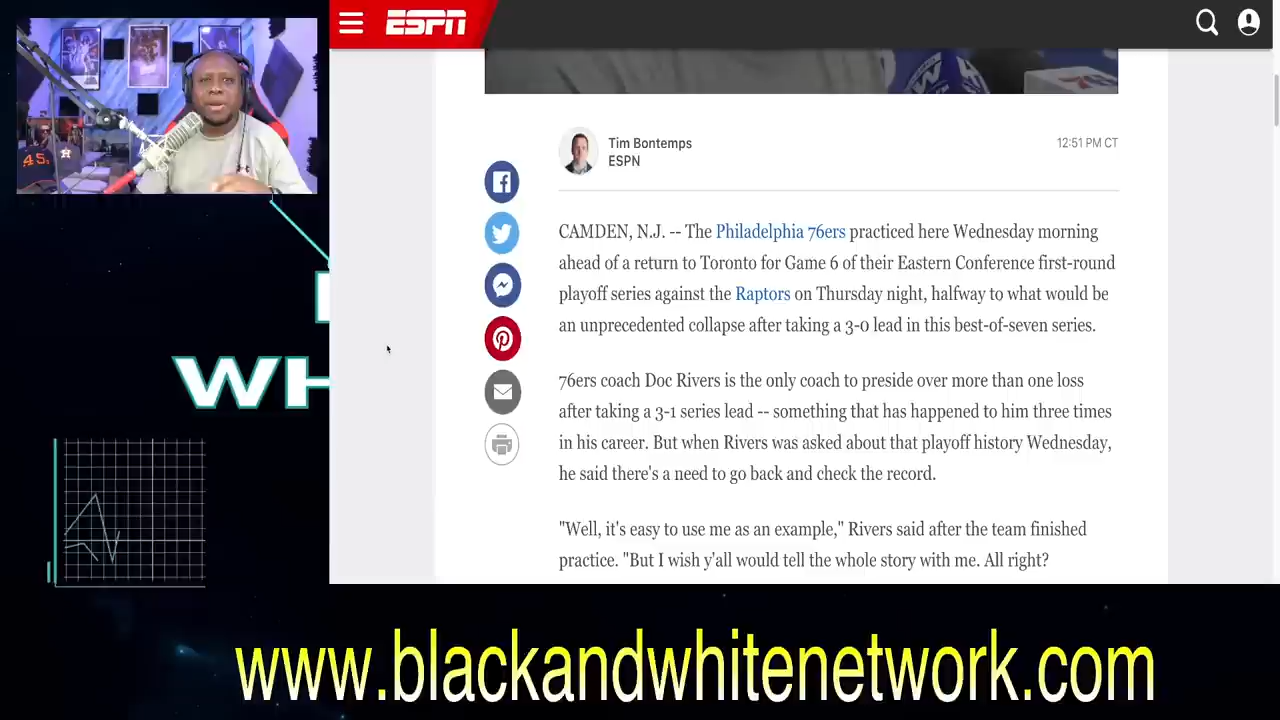 ESPN
45
WH
Tim Bontemps
ESPN
12:51 PM CT
CAMDEN, N.J. -- The Philadelphia 76ers practiced here Wednesday morning
ahead of a return to Toronto for Game 6 of their Eastern Conference first-round
playoff series against the Raptors on Thursday night, halfway to what would be
an unprecedented collapse after taking a 3-0 lead in this best-of-seven series.
76ers coach Doc Rivers is the only coach to preside over more than one loss
after taking a 3-1 series lead -- something that has happened to him three times
in his career. But when Rivers was asked about that playoff history Wednesday,
he said there's a need to go back and check the record.
"Well, it's easy to use me as an example," Rivers said after the team finished
practice. "But I wish y'all would tell the whole story with me. All right?
www.blackandwhitenetwork.com